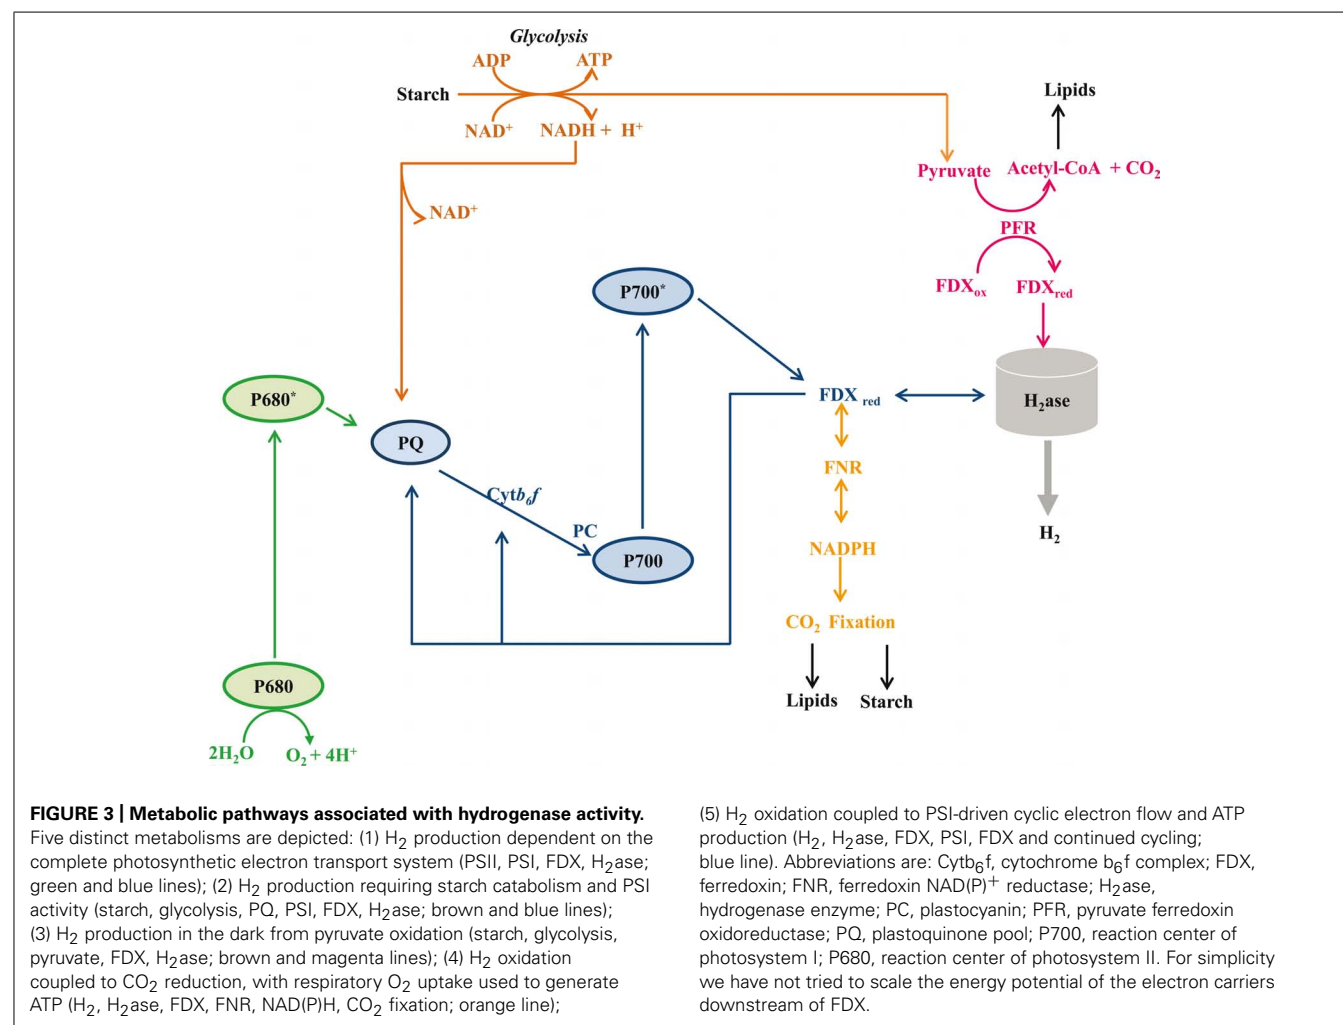 Glycolysis
ADP ATP
Starch
NAD⁺ NADH + H⁺
NAD⁺
Lipids
Pyruvate Acetyl-CoA + CO₂
PFR
FDXox FDXred
P700*
P680*
PQ
FDX red
H₂ase
Cytb₆f
FNR
PC
P700
NADPH
H₂
CO₂ Fixation
P680
Lipids Starch
2H₂O O₂ + 4H⁺
FIGURE 3 | Metabolic pathways associated with hydrogenase activity.
Five distinct metabolisms are depicted: (1) H₂ production dependent on the
complete photosynthetic electron transport system (PSII, PSI, FDX, H₂ase;
green and blue lines); (2) H₂ production requiring starch catabolism and PSI
activity (starch, glycolysis, PQ, PSI, FDX, H₂ase; brown and blue lines);
(3) H₂ production in the dark from pyruvate oxidation (starch, glycolysis,
pyruvate, FDX, H₂ase; brown and magenta lines); (4) H₂ oxidation
coupled to CO₂ reduction, with respiratory O₂ uptake used to generate
ATP (H₂, H₂ase, FDX, FNR, NAD(P)H, CO₂ fixation; orange line);
(5) H₂ oxidation coupled to PSI-driven cyclic electron flow and ATP
production (H₂, H₂ase, FDX, PSI, FDX and continued cycling;
blue line). Abbreviations are: Cytb₆f, cytochrome b₆f complex; FDX,
ferredoxin; FNR, ferredoxin NAD(P)⁺ reductase; H₂ase,
hydrogenase enzyme; PC, plastocyanin; PFR, pyruvate ferredoxin
oxidoreductase; PQ, plastoquinone pool; P700, reaction center of
photosystem I; P680, reaction center of photosystem II. For simplicity
we have not tried to scale the energy potential of the electron carriers
downstream of FDX.